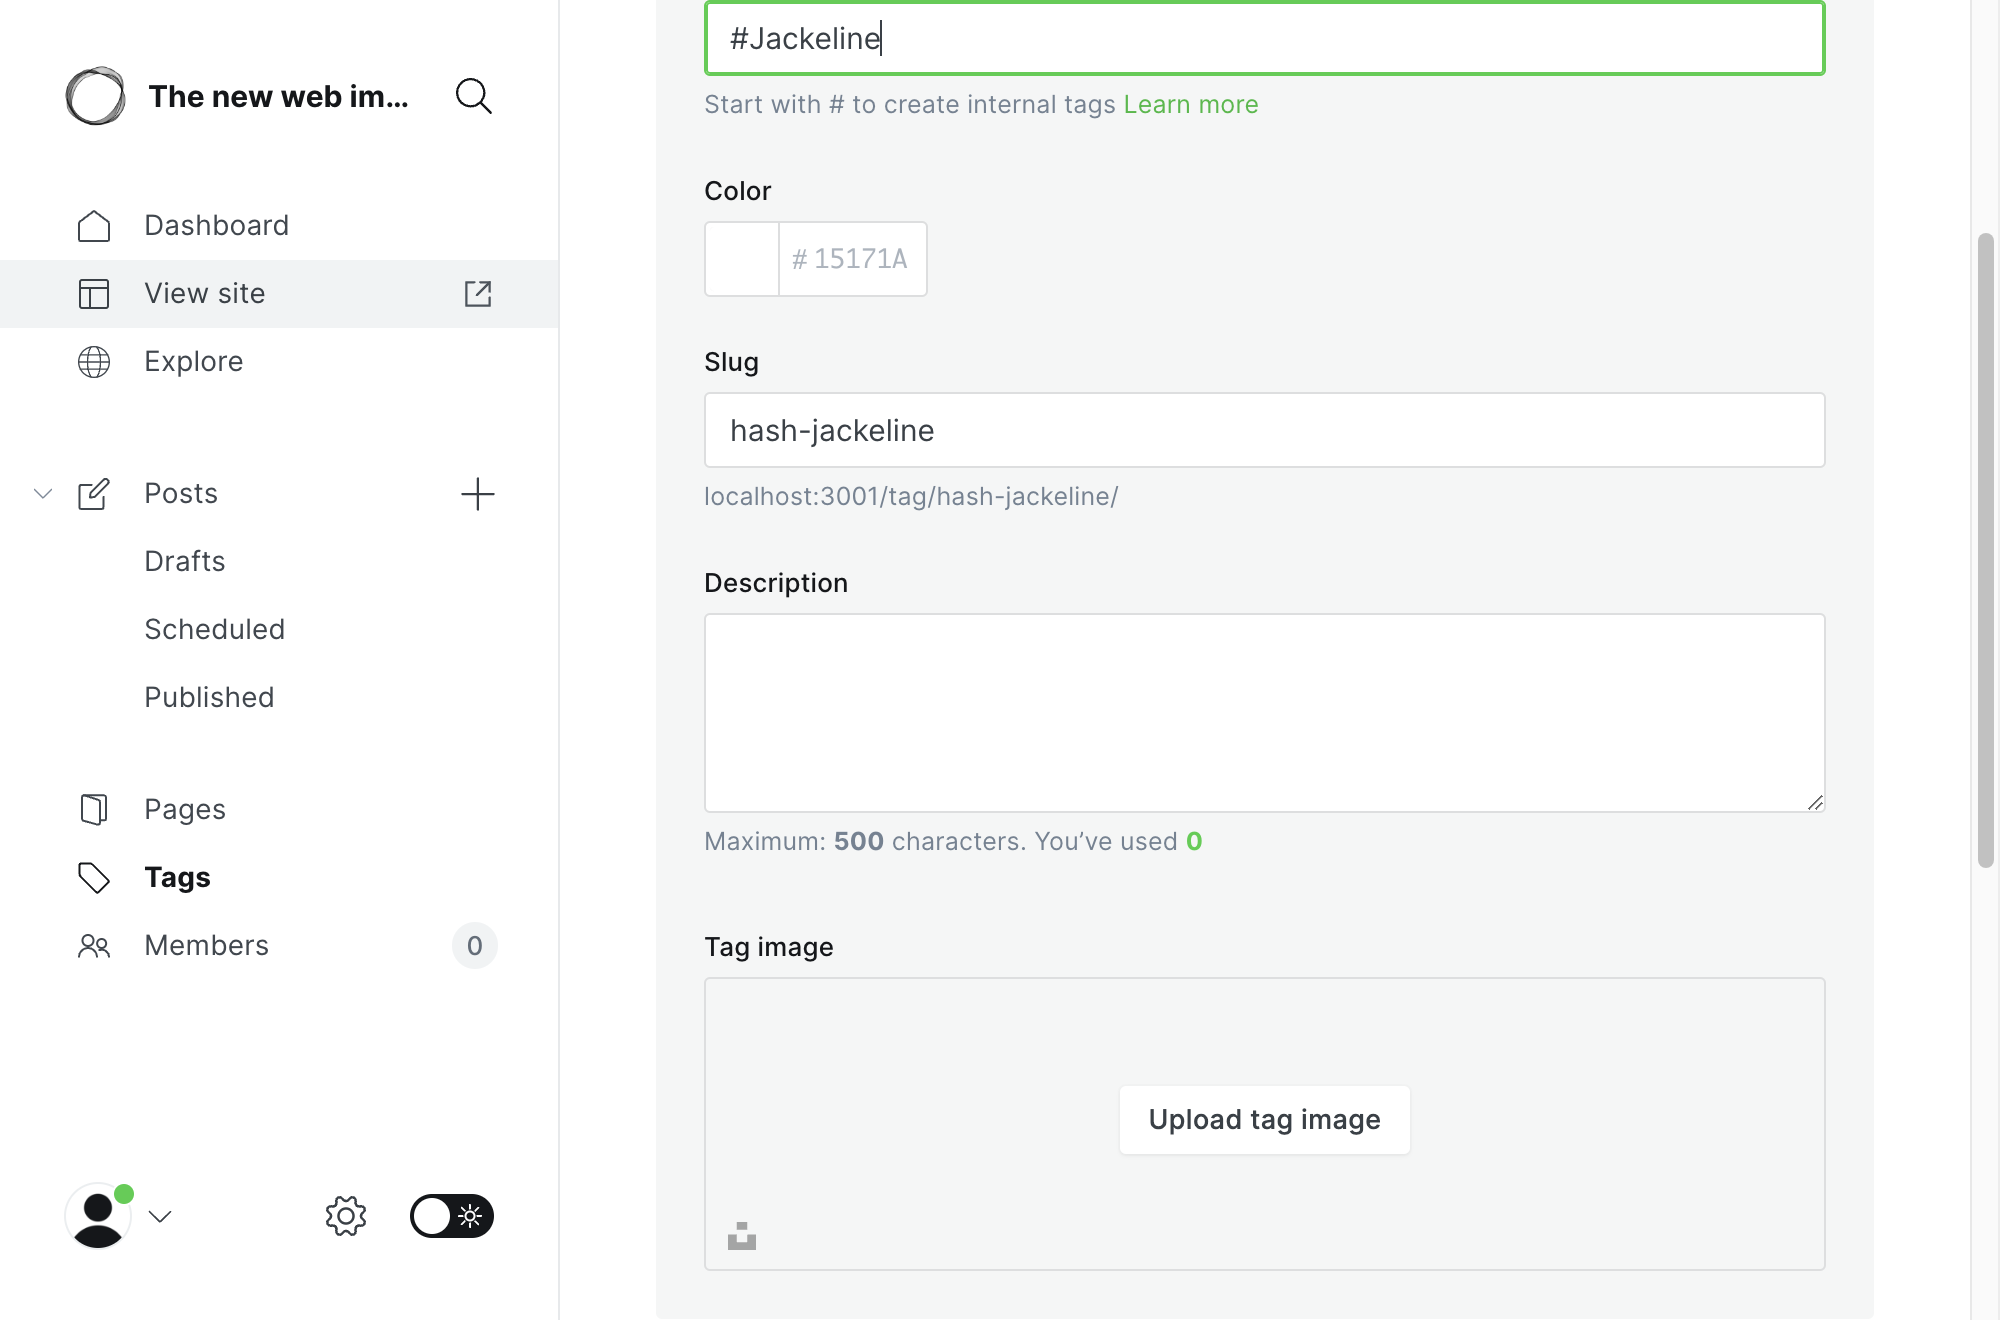 The new web im...
Dashboard
View site
Explore
Posts
Drafts
Scheduled
Published
Pages
Tags
Members
0
#Jackeline
Start with # to create internal tags Learn more
Color
# 15171A
Slug
hash-jackeline
localhost:3001/tag/hash-jackeline/
Description
Maximum: 500 characters. You’ve used 0
Tag image
Upload tag image